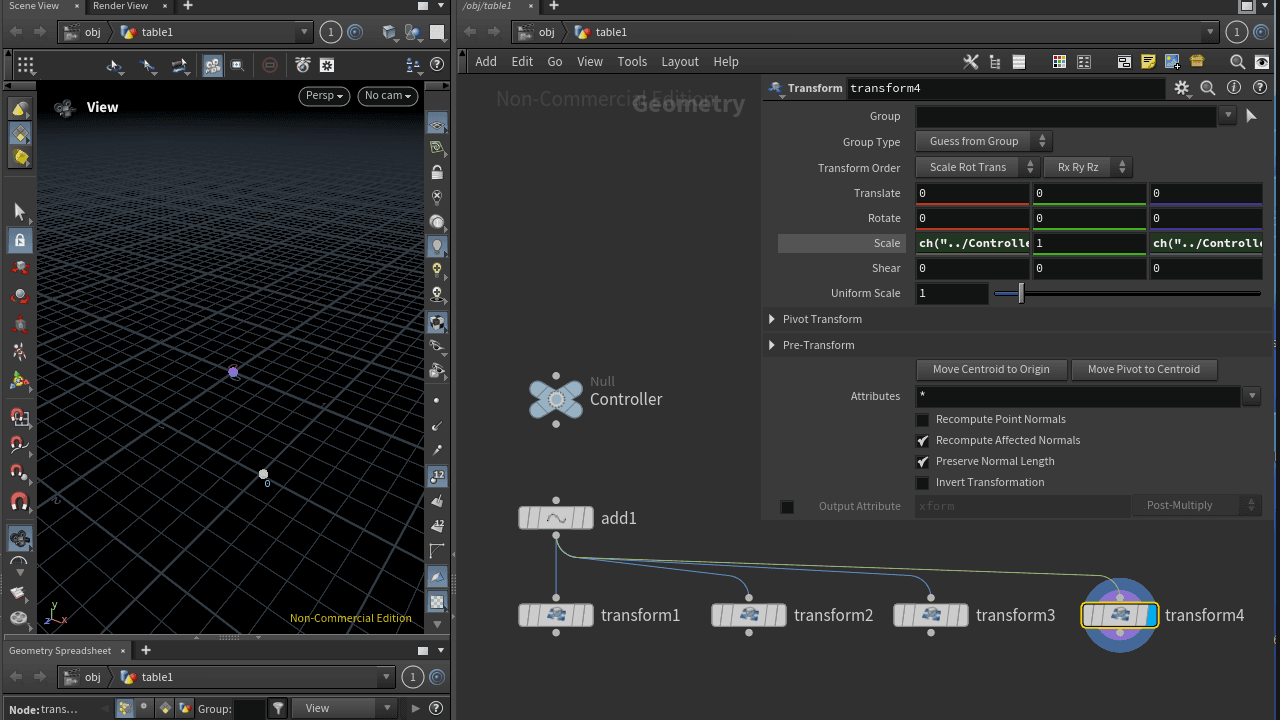 Scene View × Render View × +
obj table1 1
View
Persp No cam
0
Non-Commercial Edition
y
z x
12
12
Geometry Spreadsheet × +
obj table1 1
Node: trans... Group: View
/obj/table1 × +
obj table1 1
Add Edit Go View Tools Layout Help
Non-Commercial Edition
Geometry
Null
Controller
add1
transform1
transform2
transform3
transform4
Transform transform4
Group
Group Type Guess from Group
Transform Order Scale Rot Trans Rx Ry Rz
Translate 0 0 0
Rotate 0 0 0
Scale ch("../Controlle 1 ch("../Controlle
Shear 0 0 0
Uniform Scale 1
Pivot Transform
Pre-Transform
Move Centroid to Origin Move Pivot to Centroid
Attributes *
Recompute Point Normals
Recompute Affected Normals
Preserve Normal Length
Invert Transformation
Output Attribute xform Post-Multiply